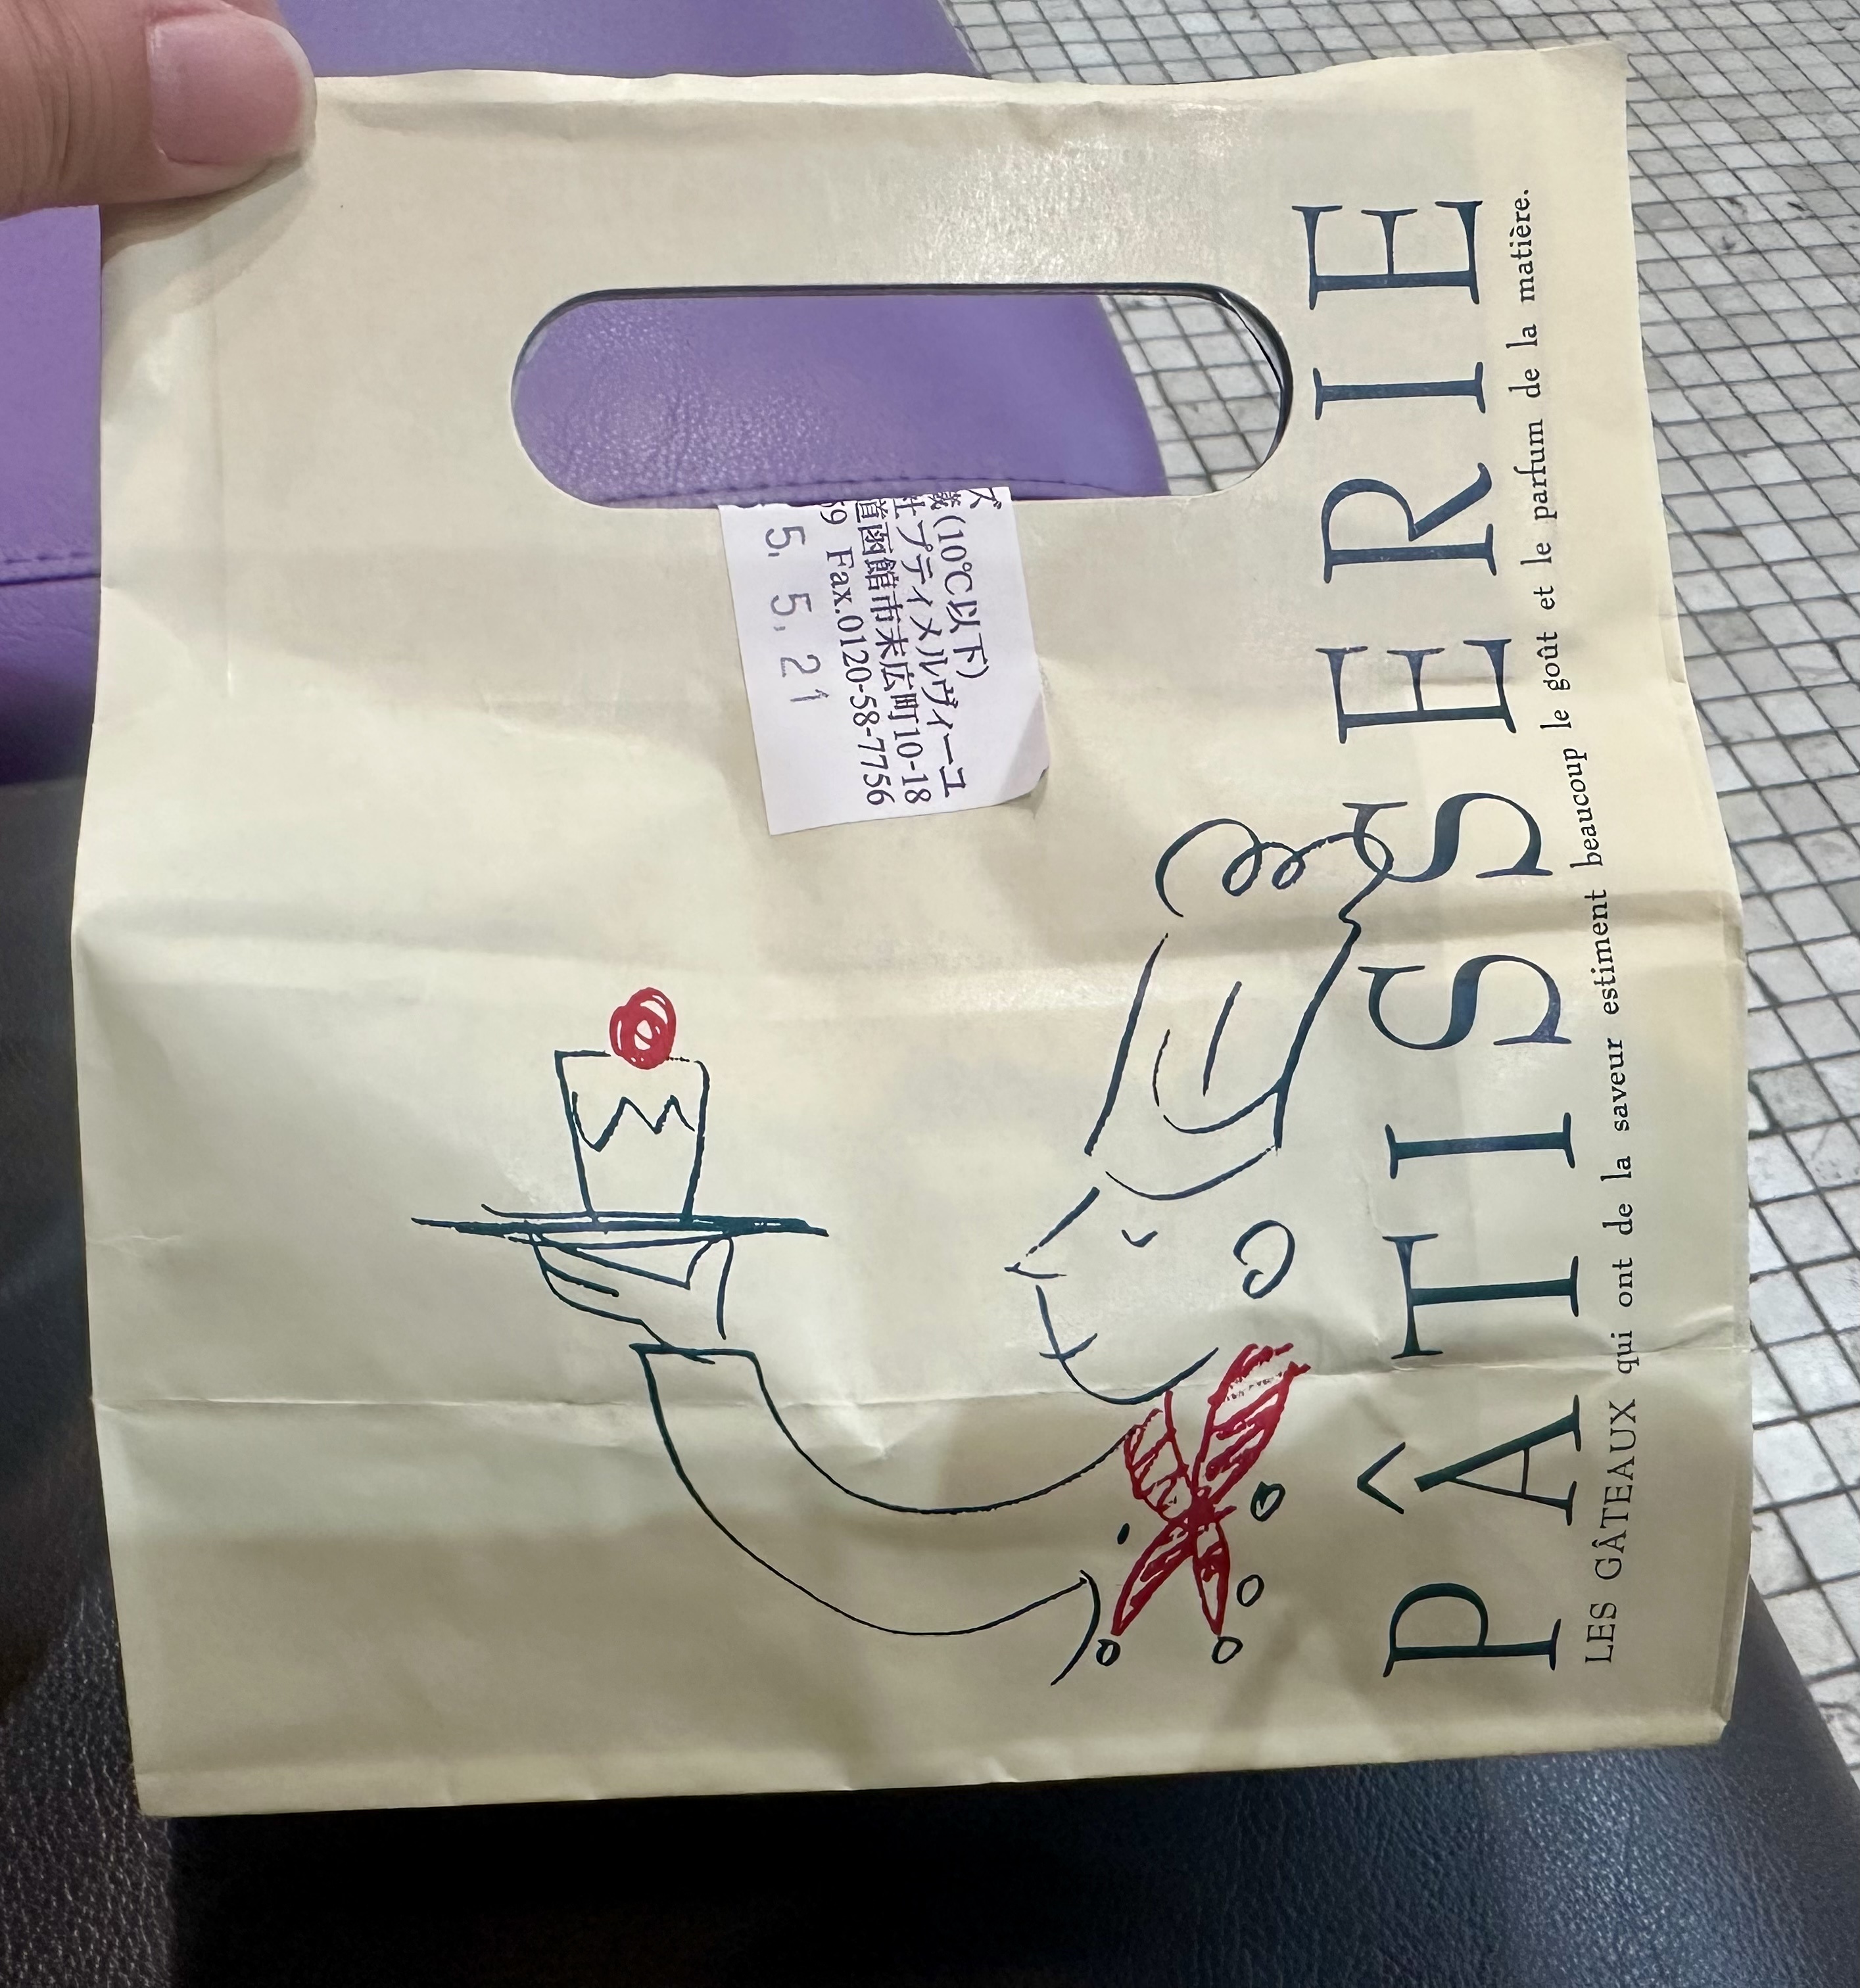 PÂTISSERIE
LES GÂTEAUX qui ont de la saveur estiment beaucoup le goût et le parfum de la matière.
ズ
蔵(10℃以下)
社プティメルヴィーユ
道函館市末広町10-18
69 Fax.0120-58-7756
5. 5. 21